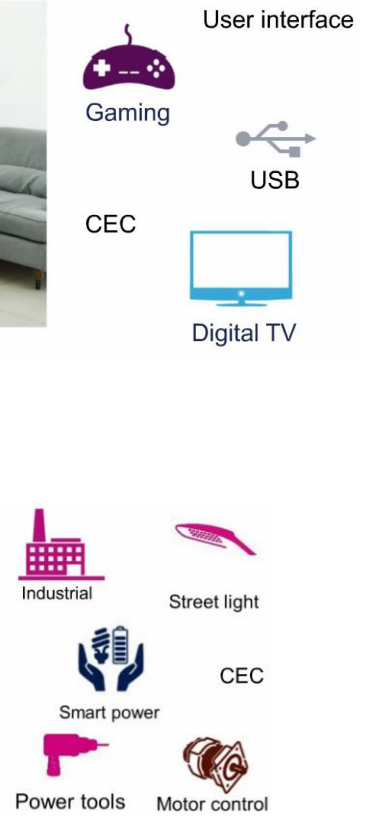 User interface
Gaming
USB
CEC
Digital TV
Industrial
Street light
Smart power
CEC
Power tools
Motor control